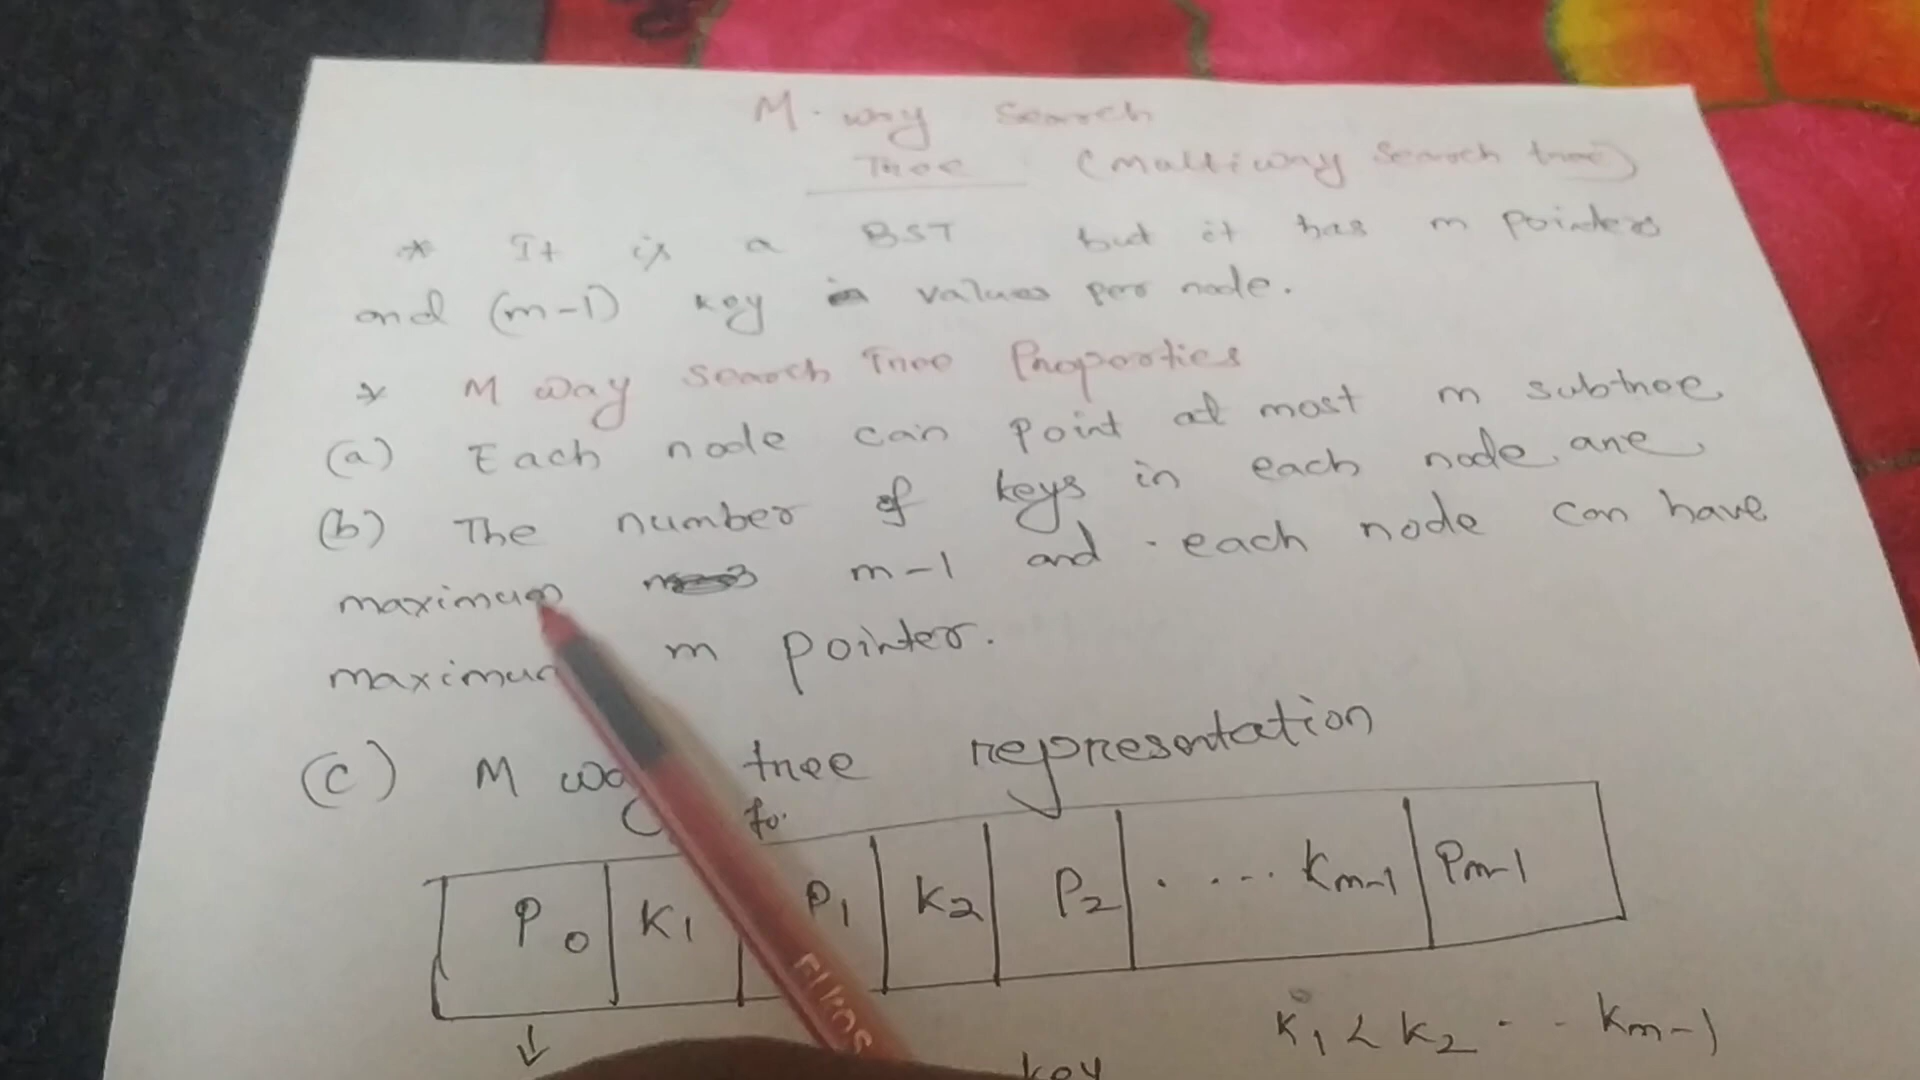 M-way Search
Tree (Multiway Search tree)
* It is a BST but it has m pointers
and (m-1) key values per node.
* M way Search Tree Properties
(a) Each node can point at most m subtree
(b) The number of keys in each node are
maximum m-1 and each node can have
maximum m pointer.
(c) M way tree representation
fo.
P0 K1 P1 K2 P2 . .... Km-1 Pm-1
K1 < K2 - - Km-1
↓ key
FLROS